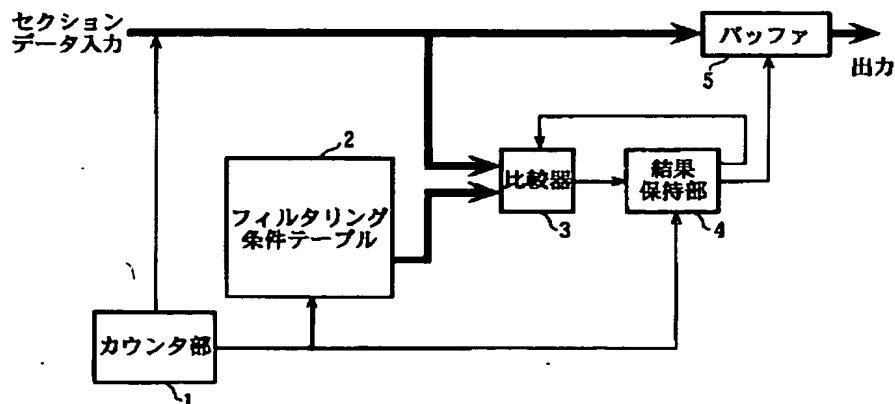 セクション
データ入力
バッファ
5
出力
2
フィルタリング
条件テーブル
比較器
3
結果
保持部
4
カウンタ部
1